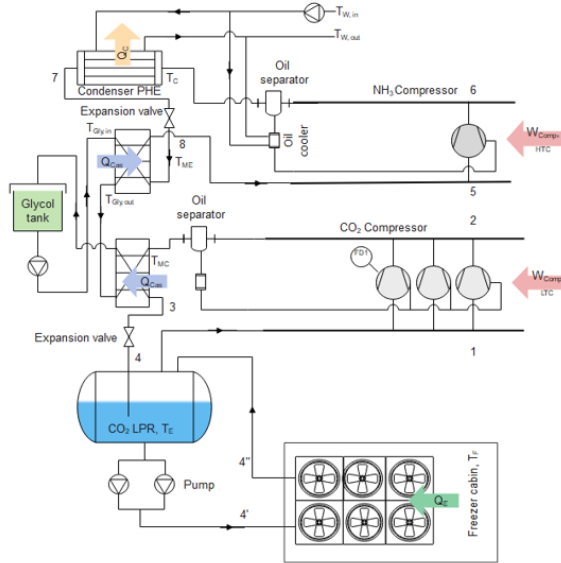 T_W,in
T_W,out
Q_C
7
T_C
Condenser PHE
Oil
separator
NH₃ Compressor
6
Expansion valve
T_Gly,in
8
Oil
cooler
W_Comp,
HTC
Q_Cas
T_ME
5
T_Gly,out
Glycol
tank
Oil
separator
CO₂ Compressor
2
T_MC
FD1
Q_Cas
W_Comp,
LTC
3
Expansion valve
4
1
CO₂ LPR, T_E
4''
Pump
Q_E
Freezer cabin, T_F
4'